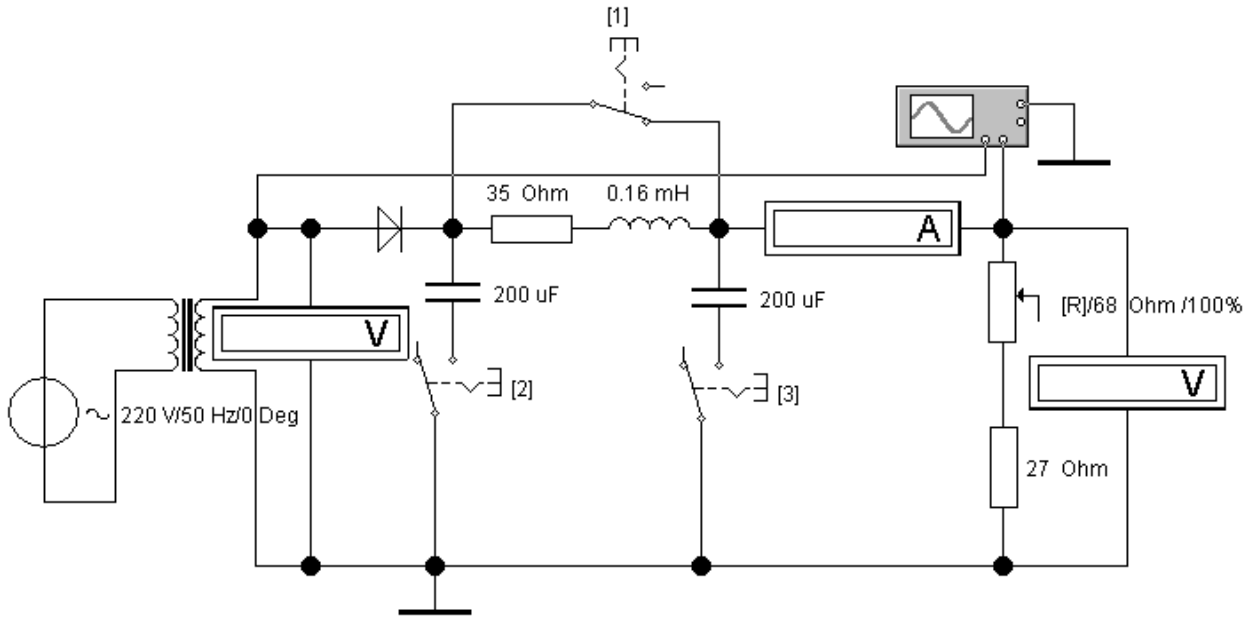 [1]
35 Ohm
0.16 mH
A
200 uF
200 uF
[R]/68 Ohm /100%
V
[2]
[3]
V
220 V/50 Hz/0 Deg
27 Ohm